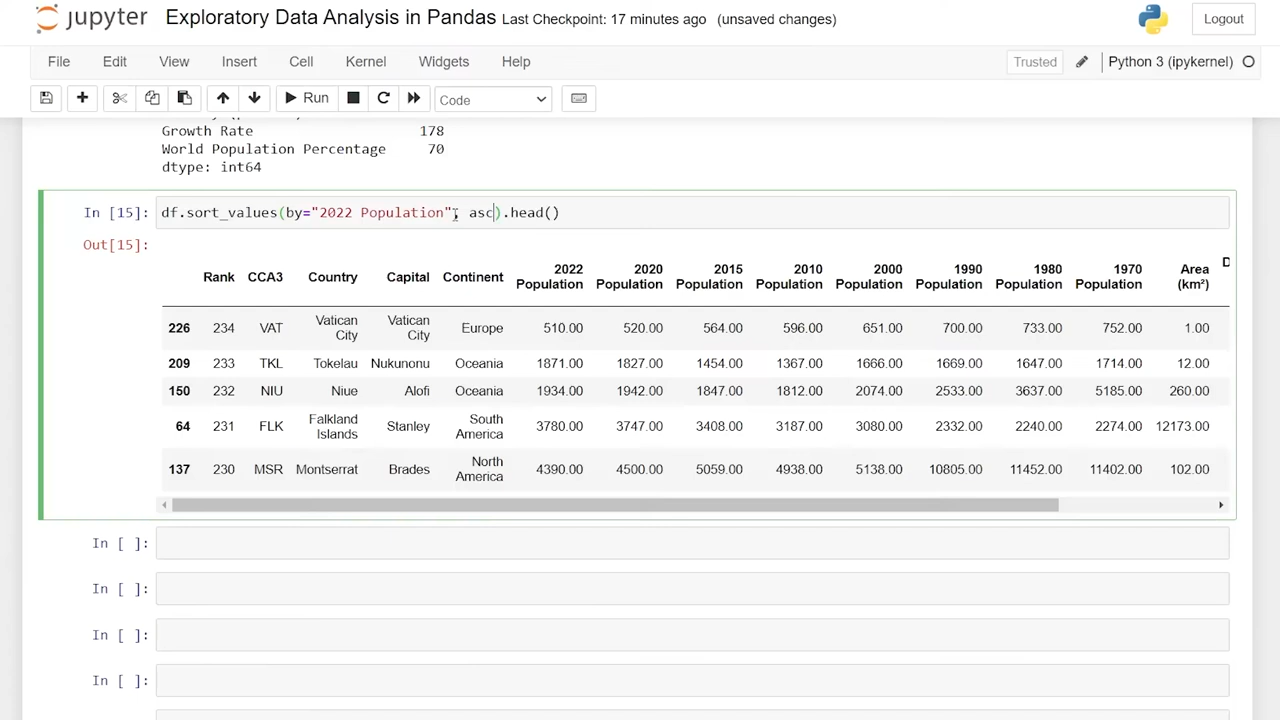 jupyter Exploratory Data Analysis in Pandas Last Checkpoint: 17 minutes ago (unsaved changes) Logout
File Edit View Insert Cell Kernel Widgets Help Trusted Python 3 (ipykernel)
Run Code
Growth Rate 178
World Population Percentage 70
dtype: int64
In [15]: df.sort_values(by="2022 Population", asc).head()
Out[15]:
Rank CCA3 Country Capital Continent 2022 Population 2020 Population 2015 Population 2010 Population 2000 Population 1990 Population 1980 Population 1970 Population Area (km²) D
226 234 VAT Vatican City Vatican City Europe 510.00 520.00 564.00 596.00 651.00 700.00 733.00 752.00 1.00
209 233 TKL Tokelau Nukunonu Oceania 1871.00 1827.00 1454.00 1367.00 1666.00 1669.00 1647.00 1714.00 12.00
150 232 NIU Niue Alofi Oceania 1934.00 1942.00 1847.00 1812.00 2074.00 2533.00 3637.00 5185.00 260.00
64 231 FLK Falkland Islands Stanley South America 3780.00 3747.00 3408.00 3187.00 3080.00 2332.00 2240.00 2274.00 12173.00
137 230 MSR Montserrat Brades North America 4390.00 4500.00 5059.00 4938.00 5138.00 10805.00 11452.00 11402.00 102.00
In [ ]:
In [ ]:
In [ ]:
In [ ]: